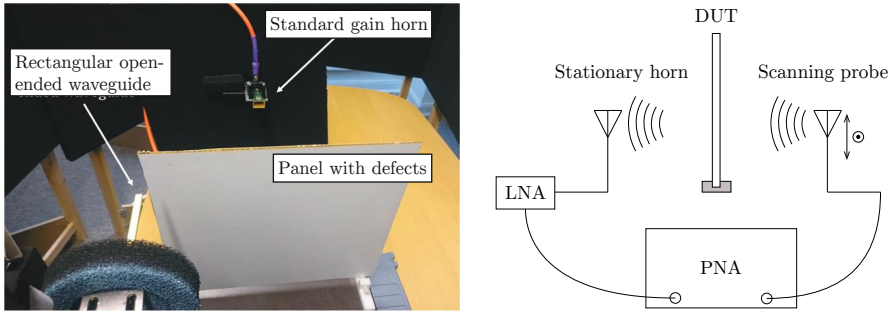 Standard gain horn
Rectangular open-
ended waveguide
Panel with defects
DUT
Stationary horn
Scanning probe
LNA
PNA